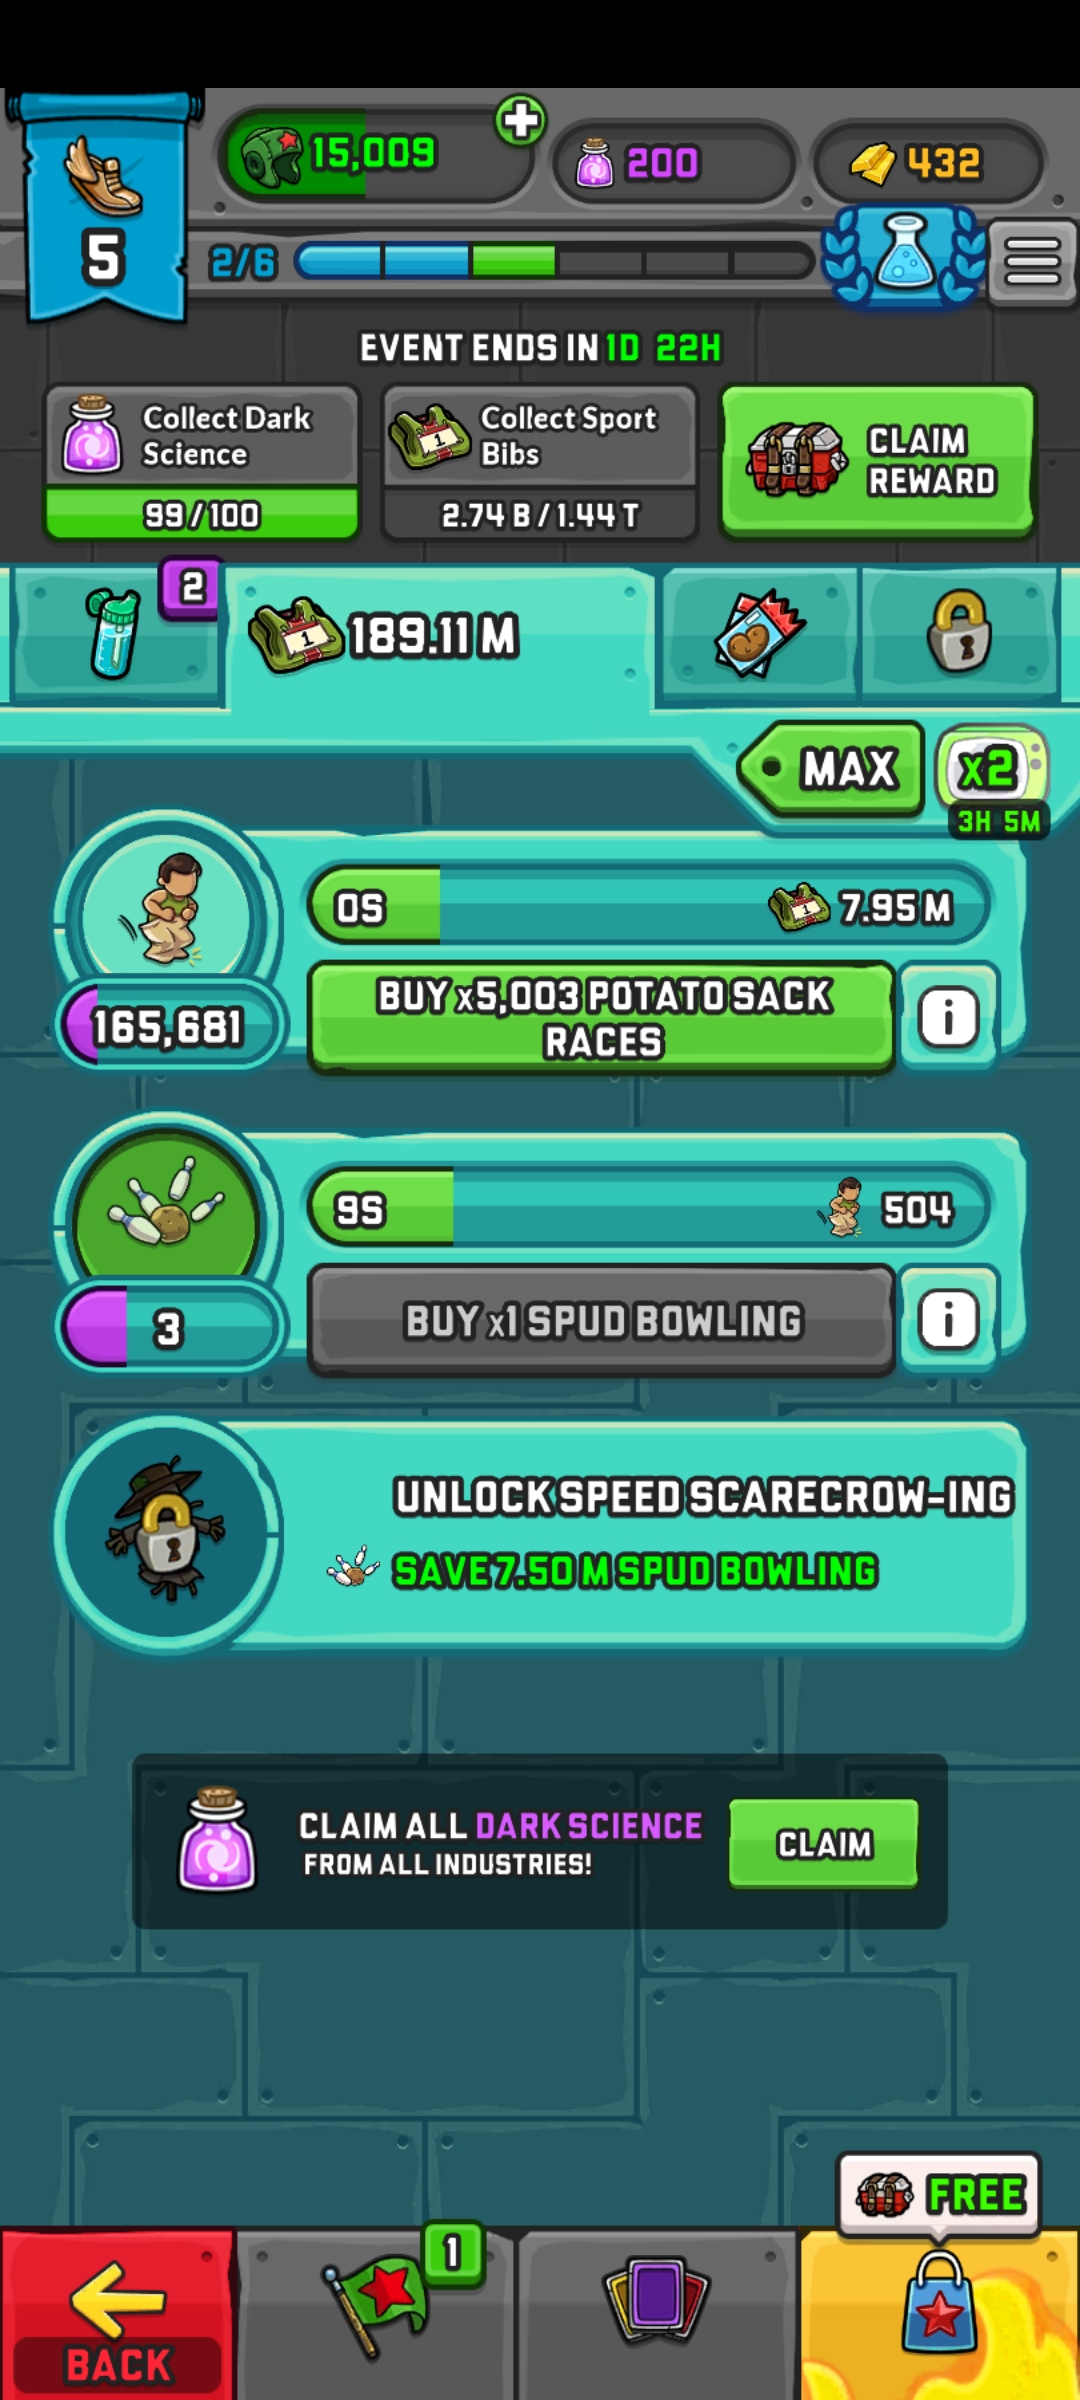 15,009
200
432
5
2/6
EVENT ENDS IN 1D 22H
Collect Dark
Science
99/100
Collect Sport
Bibs
2.74 B/1.44 T
CLAIM
REWARD
2
1
1
189.11 M
MAX
x2
3H 5M
0S
1
7.95 M
165,681
BUY x5,003 POTATO SACK
RACES
i
9S
504
3
BUY x1 SPUD BOWLING
i
UNLOCK SPEED SCARECROW-ING
SAVE 7.50 M SPUD BOWLING
CLAIM ALL DARK SCIENCE
FROM ALL INDUSTRIES!
CLAIM
FREE
1
BACK